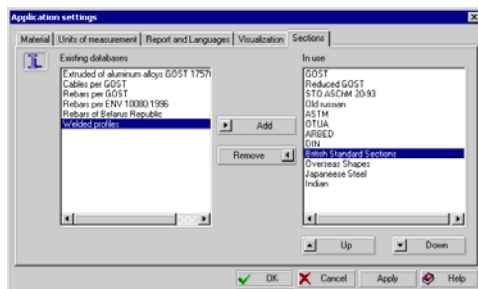 Application settings
Material Units of measurement Report and Languages Visualization Sections
Existing databases
Extruded of aluminum alloys GOST 1757
Cables per GOST
Rebars per GOST
Rebars per ENV 10080:1996
Rebars of Belarus Republic
Welded profiles
Add
Remove
In use
GOST
Reduced GOST
STO ASChM 20-93
Old russian
ASTM
OTUA
ARBED
DIN
British Standard Sections
Overseas Shapes
Japaneese Steel
Indian
Up Down
OK Cancel Apply Help